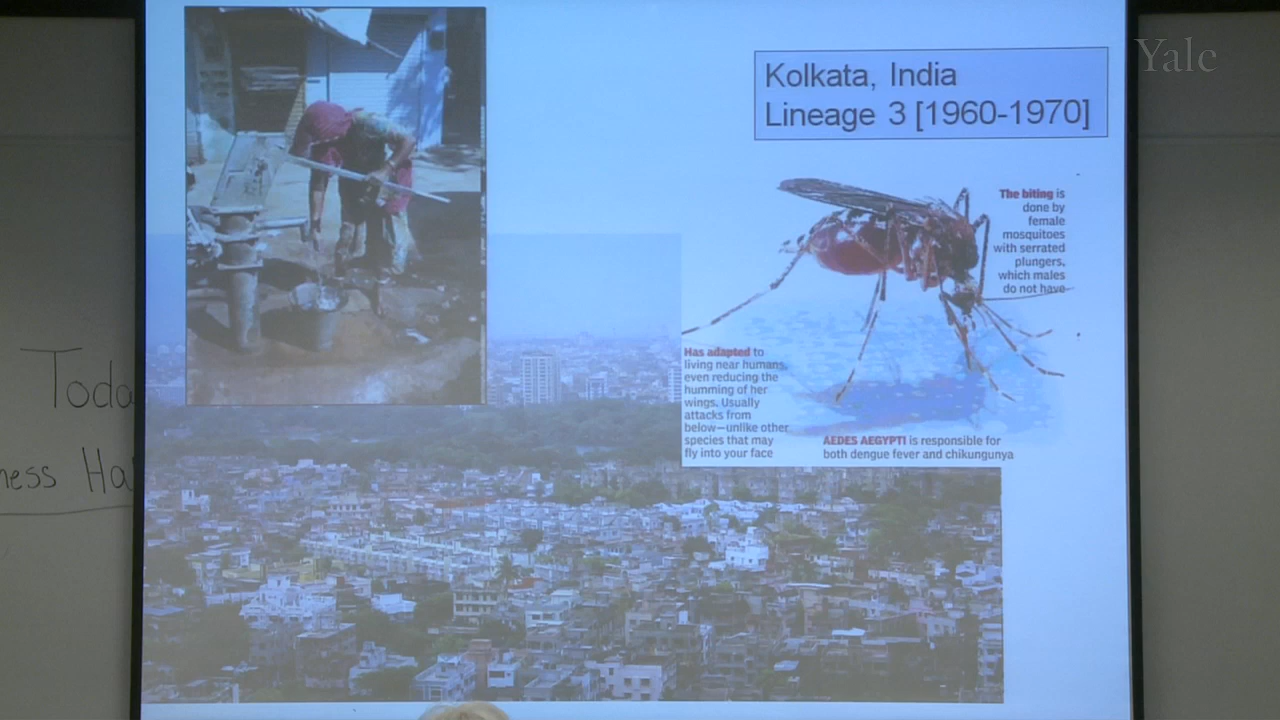 Yale
Kolkata, India
Lineage 3 [1960-1970]
The biting is
done by
female
mosquitoes
with serrated
plungers,
which males
do not have
Has adapted to
living near humans,
even reducing the
humming of her
wings. Usually
attacks from
below—unlike other
species that may
fly into your face
AEDES AEGYPTI is responsible for
both dengue fever and chikungunya